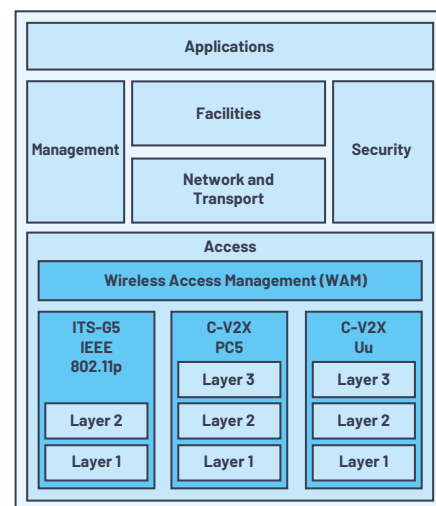 Applications
Management
Facilities
Network and
Transport
Security
Access
Wireless Access Management (WAM)
ITS-G5
IEEE
802.11p
Layer 2
Layer 1
C-V2X
PC5
Layer 3
Layer 2
Layer 1
C-V2X
Uu
Layer 3
Layer 2
Layer 1